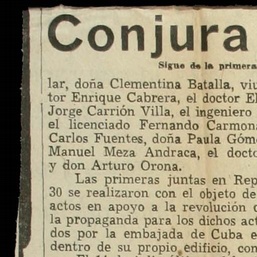 Conjura
Sigue de la primera
lar, doña Clementina Batalla, viu
tor Enrique Cabrera, el doctor El
Jorge Carrión Villa, el ingeniero
el licenciado Fernando Carmona
Carlos Fuentes, doña Paula Góm
Manuel Meza Andraca, el docto
y don Arturo Orona.
Las primeras juntas en Rep
30 se realizaron con el objeto de
actos en apoyo a la revolución c
la propaganda para los dichos act
dos por la embajada de Cuba e
dentro de su propio edificio, con